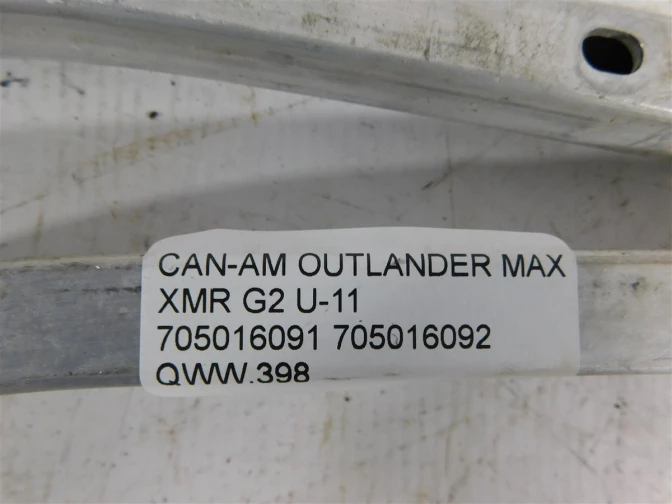 CAN-AM OUTLANDER MAX
XMR G2 U-11
705016091 705016092
QWW.398